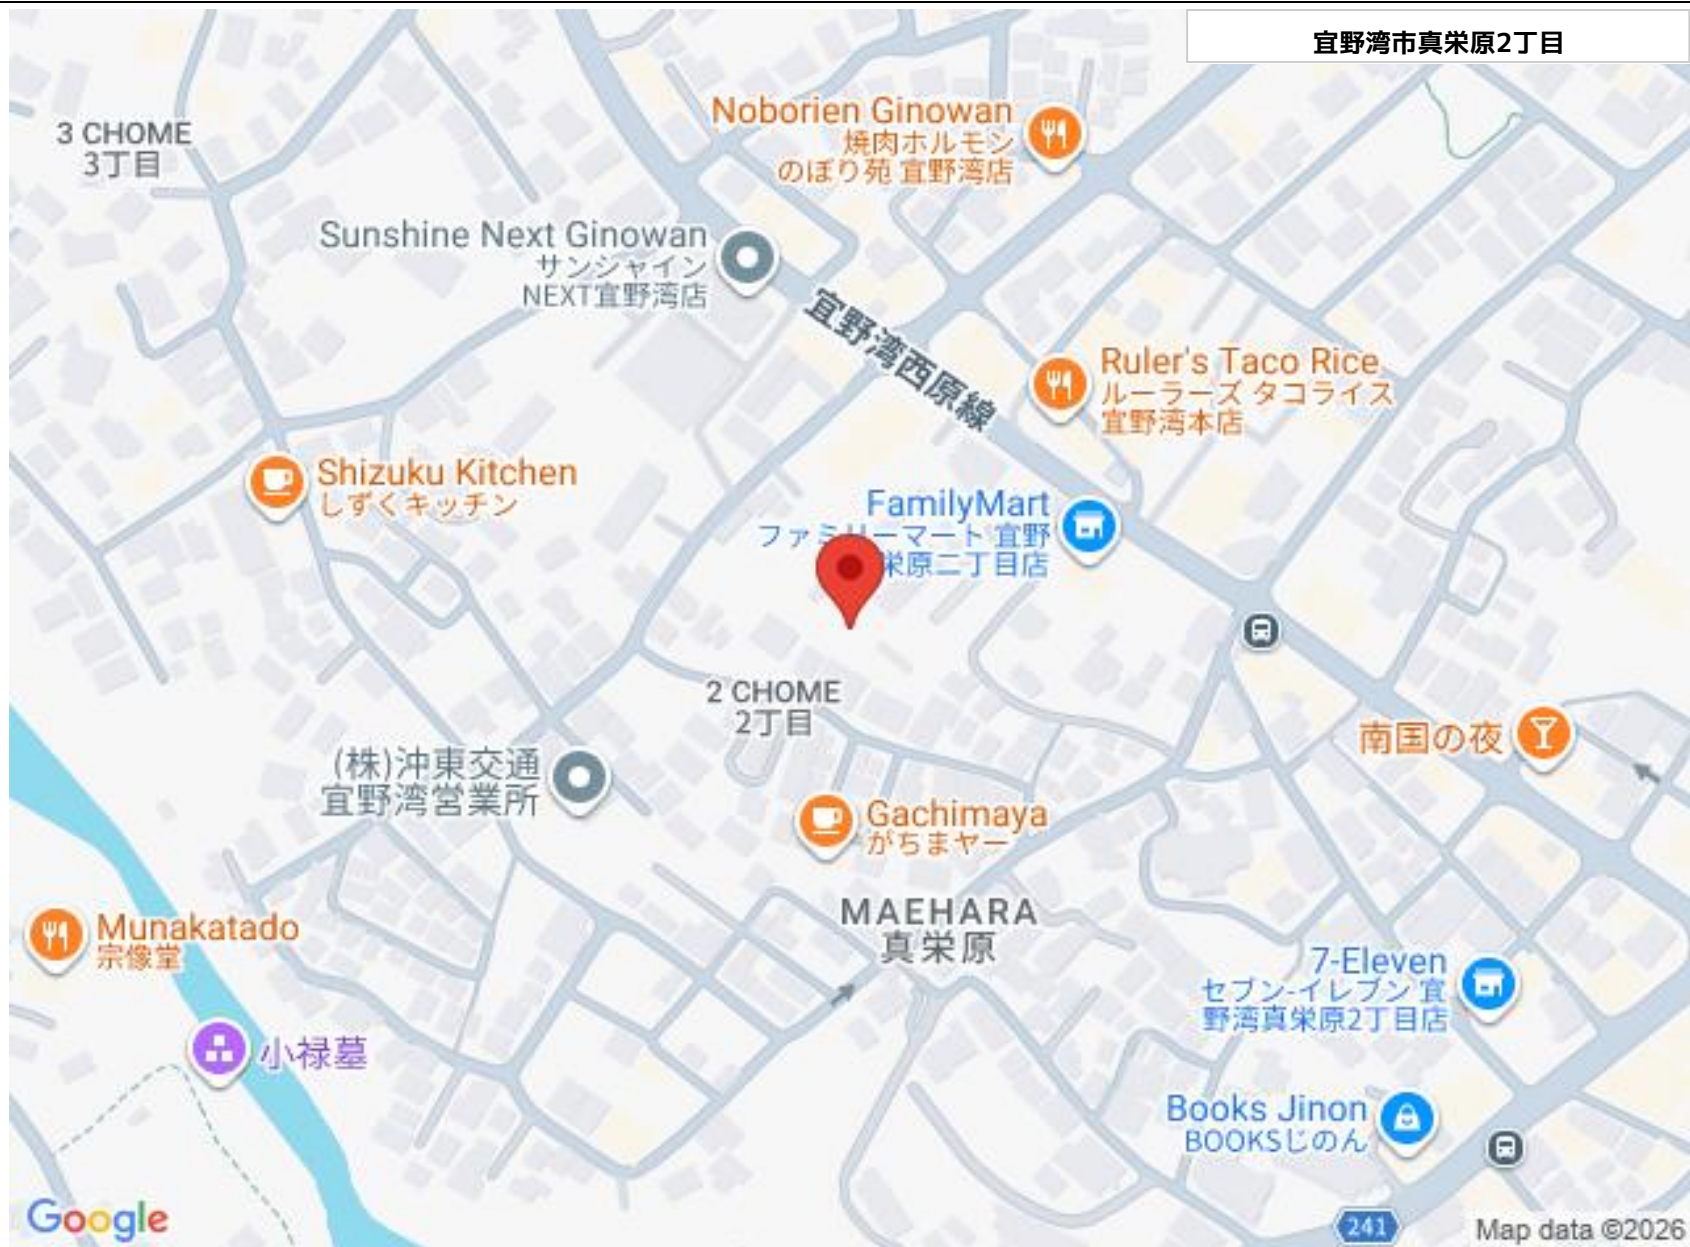 宜野湾市真栄原2丁目
3 CHOME
3丁目
Noborien Ginowan
焼肉ホルモン
のぼり苑 宜野湾店
Sunshine Next Ginowan
サンシャイン
NEXT宜野湾店
宜野湾西原線
Ruler's Taco Rice
ルーラーズ タコライス
宜野湾本店
Shizuku Kitchen
しずくキッチン
FamilyMart
ファミリーマート 宜野
栄原二丁目店
2 CHOME
2丁目
南国の夜
(株)沖東交通
宜野湾営業所
Gachimaya
がちまヤー
MAEHARA
真栄原
Munakatado
宗像堂
7-Eleven
セブン-イレブン 宜
野湾真栄原2丁目店
小禄墓
Books Jinon
BOOKSじのん
Google
241
Map data ©2026